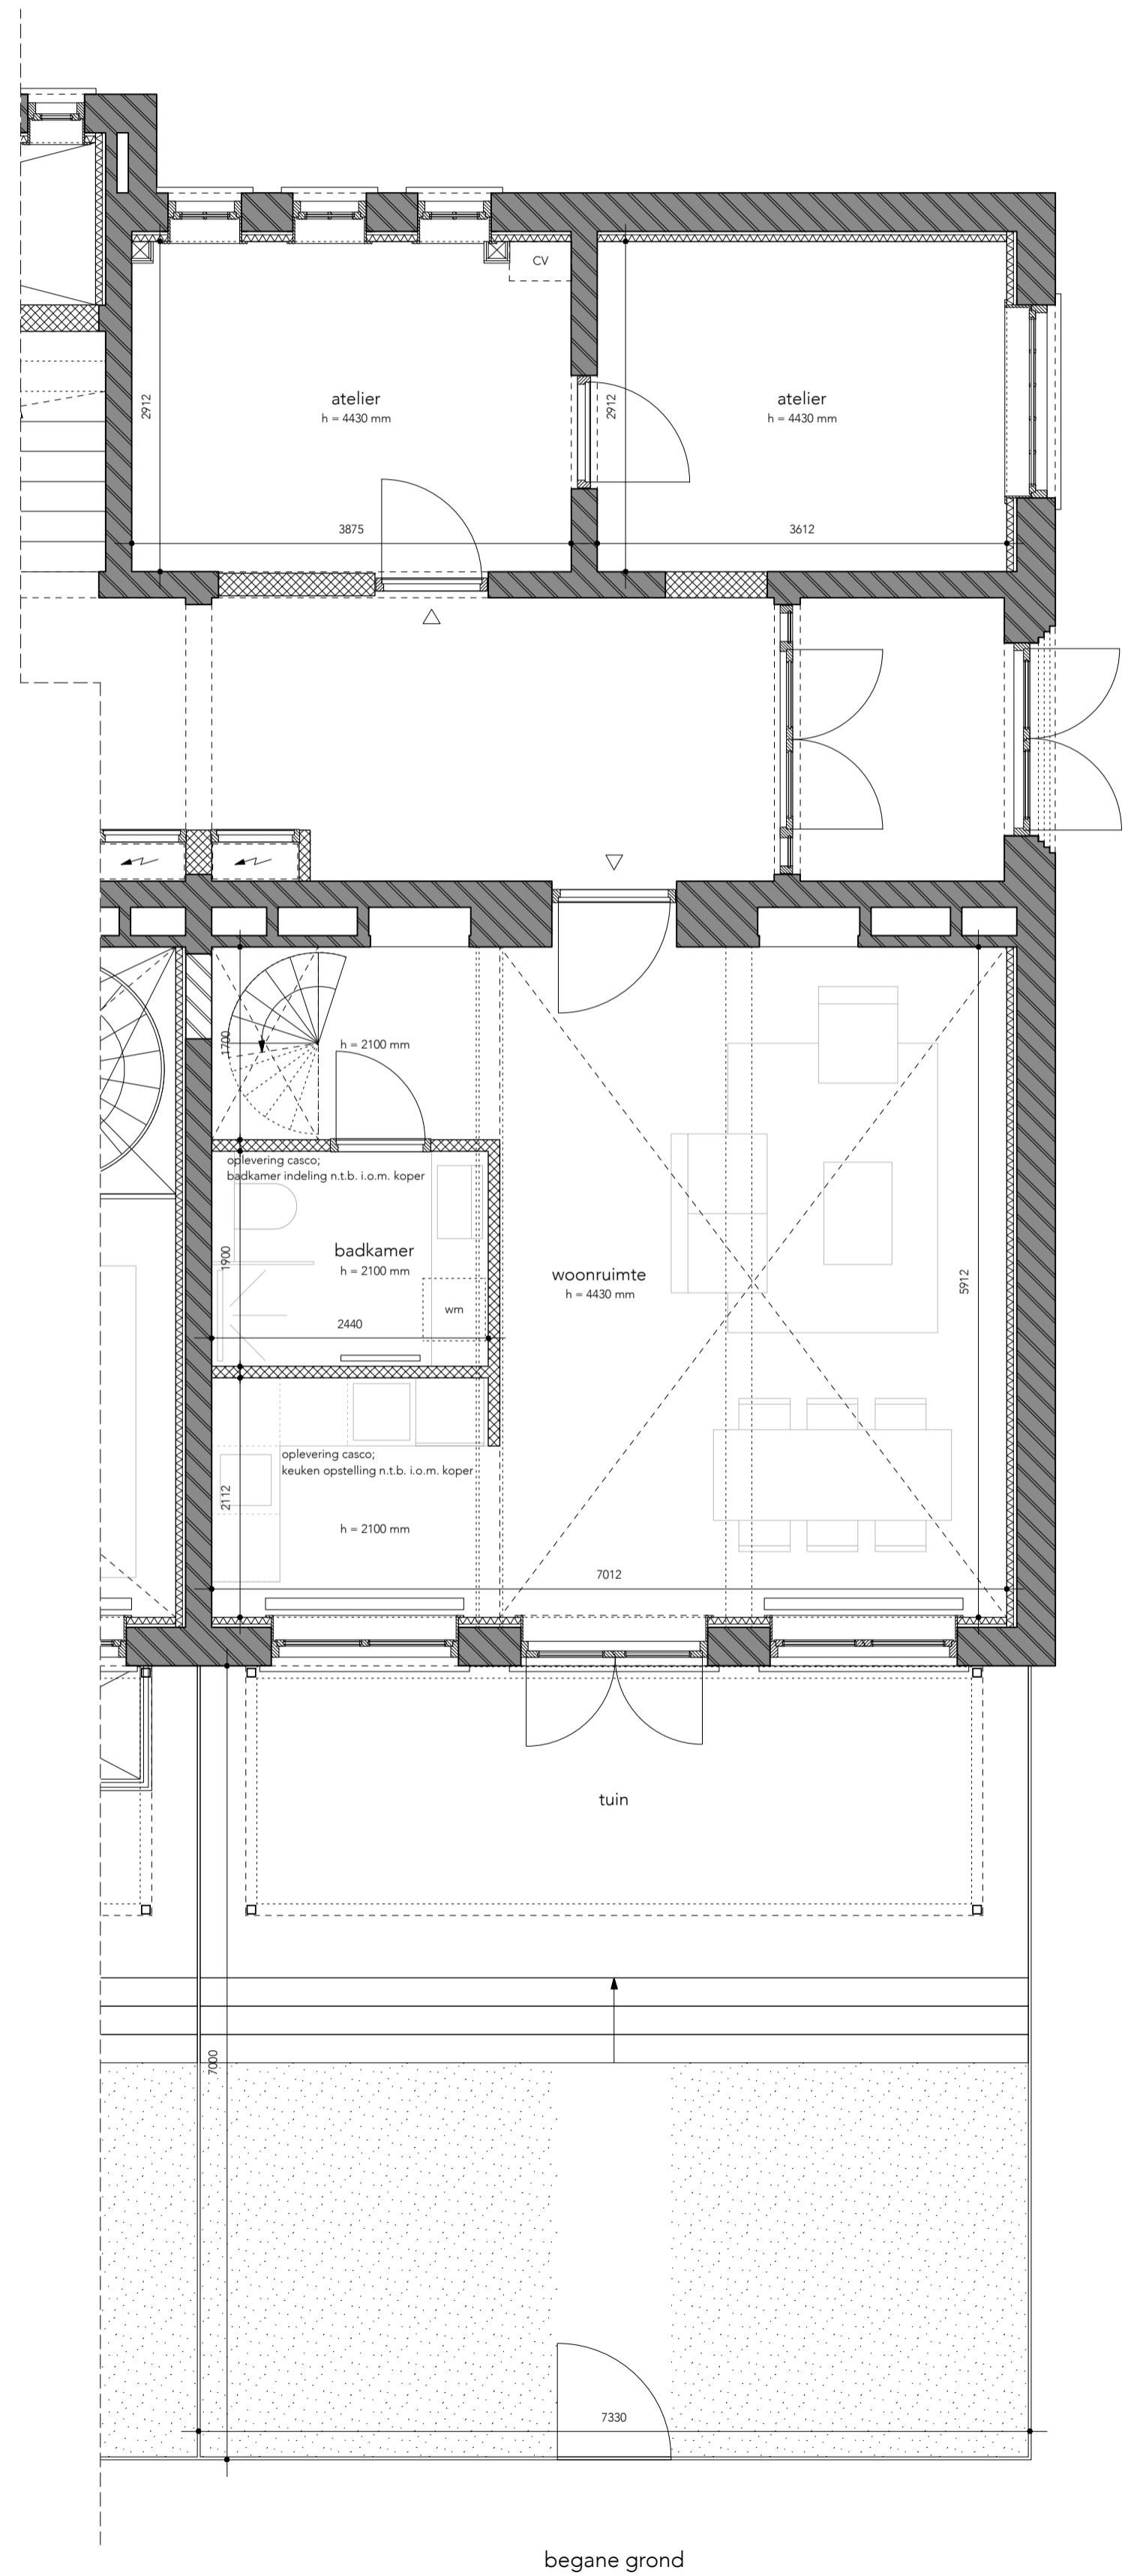 CV
atelier
h = 4430 mm
atelier
h = 4430 mm
2912
2912
3875
3612
1700
h = 2100 mm
oplevering casco;
badkamer indeling n.t.b. i.o.m. koper
badkamer
h = 2100 mm
1900
wm
2440
woonruimte
h = 4430 mm
5912
oplevering casco;
keuken opstelling n.t.b. i.o.m. koper
2112
h = 2100 mm
7012
tuin
7000
7330
begane grond